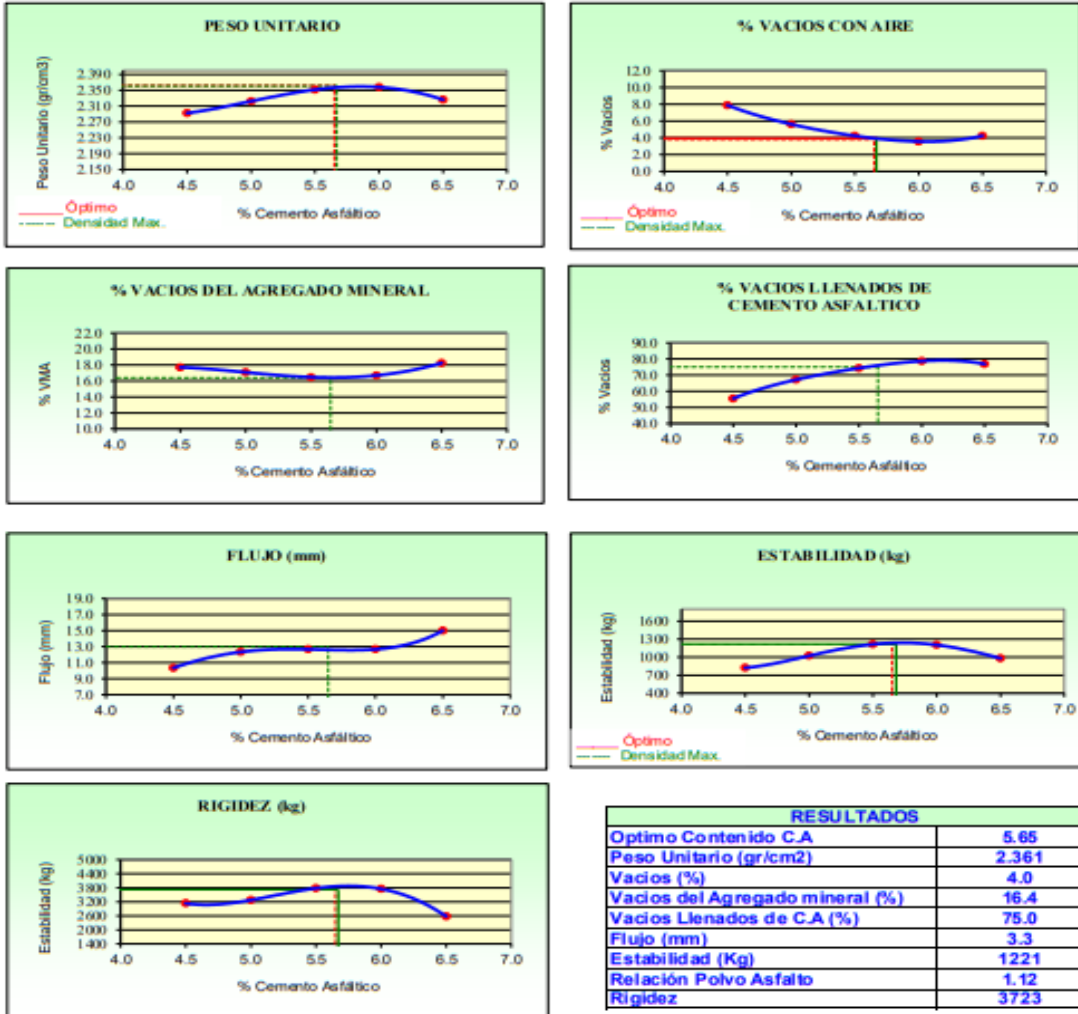 PESO UNITARIO
Peso Unitario (gr/cm3)
2.390
2.350
2.310
2.270
2.230
2.190
2.150
4.0 4.5 5.0 5.5 6.0 6.5 7.0
% Cemento Asfáltico
Óptimo
Densidad Max.
% VACIOS CON AIRE
% Vacios
12.0
10.0
8.0
6.0
4.0
2.0
0.0
4.0 4.5 5.0 5.5 6.0 6.5 7.0
% Cemento Asfáltico
Óptimo
Densidad Max.
% VACIOS DEL AGREGADO MINERAL
% VMA
22.0
20.0
18.0
16.0
14.0
12.0
10.0
4.0 4.5 5.0 5.5 6.0 6.5 7.0
% Cemento Asfáltico
% VACIOS LLENADOS DE
CEMENTO ASFALTICO
% Vacios
90.0
80.0
70.0
60.0
50.0
40.0
4.0 4.5 5.0 5.5 6.0 6.5 7.0
% Cemento Asfáltico
FLUJO (mm)
Flujo (mm)
19.0
17.0
15.0
13.0
11.0
9.0
7.0
4.0 4.5 5.0 5.5 6.0 6.5 7.0
% Cemento Asfáltico
ESTABILIDAD (kg)
Estabilidad (kg)
1600
1300
1000
700
400
4.0 4.5 5.0 5.5 6.0 6.5 7.0
% Cemento Asfáltico
Óptimo
Densidad Max.
RIGIDEZ (kg)
Estabilidad (kg)
5000
4400
3800
3200
2600
2000
1400
4.0 4.5 5.0 5.5 6.0 6.5 7.0
% Cemento Asfáltico
RESULTADOS
Optimo Contenido C.A 5.65
Peso Unitario (gr/cm2) 2.361
Vacios (%) 4.0
Vacios del Agregado mineral (%) 16.4
Vacios Llenados de C.A (%) 75.0
Flujo (mm) 3.3
Estabilidad (Kg) 1221
Relación Polvo Asfalto 1.12
Rigidez 3723